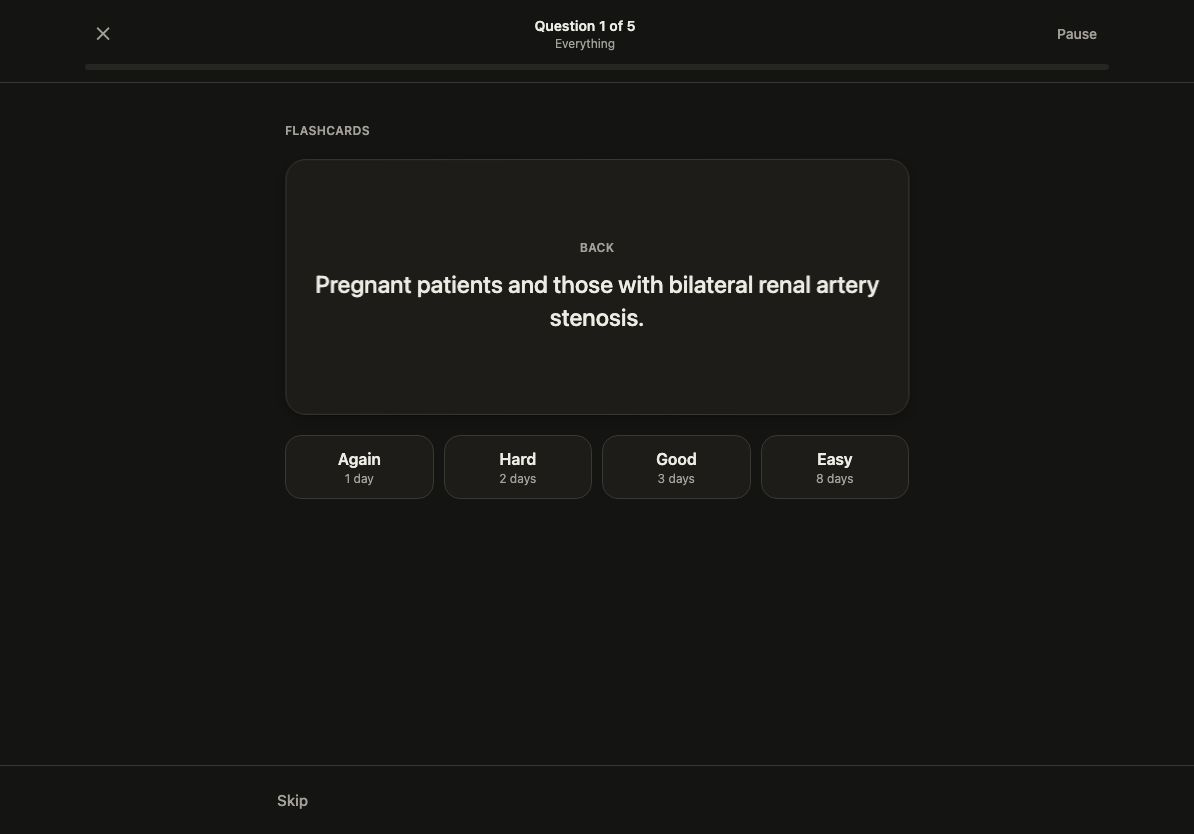 Question 1 of 5
Everything
Pause
FLASHCARDS
BACK
Pregnant patients and those with bilateral renal artery
stenosis.
Again
1 day
Hard
2 days
Good
3 days
Easy
8 days
Skip